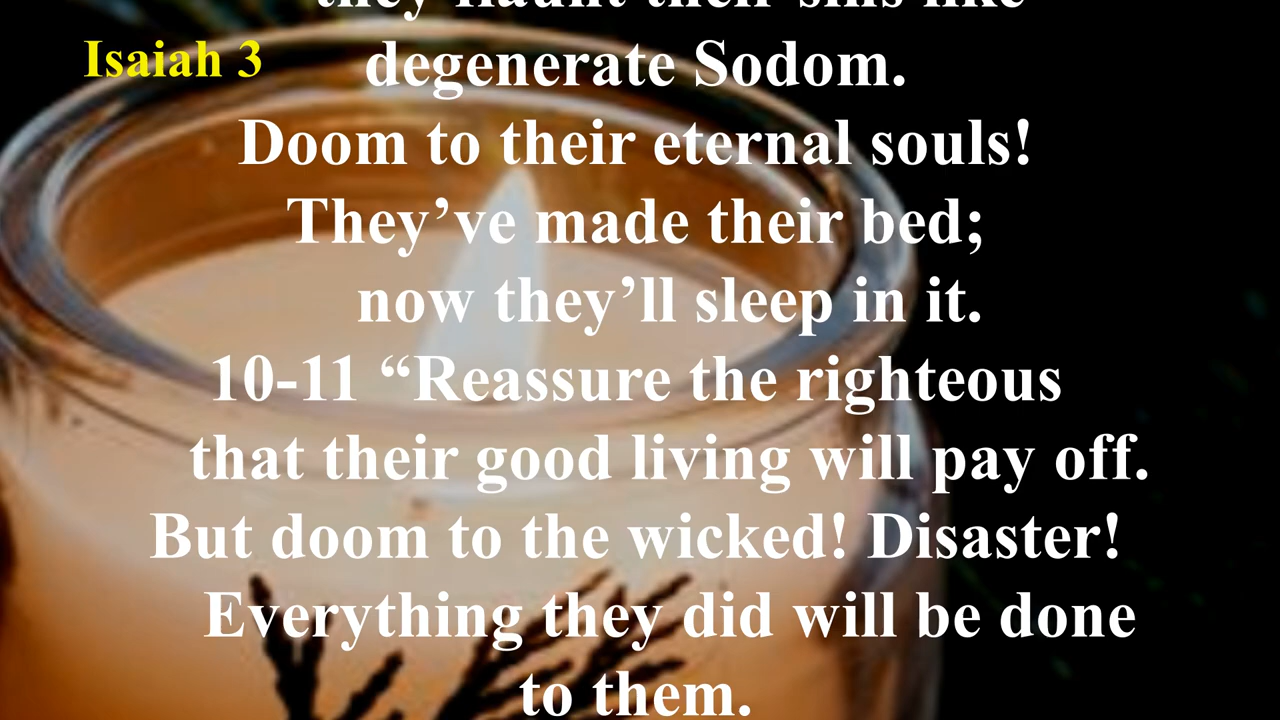 they flaunt their sins like
Isaiah 3
degenerate Sodom.
Doom to their eternal souls!
They’ve made their bed;
now they’ll sleep in it.
10-11 “Reassure the righteous
that their good living will pay off.
But doom to the wicked! Disaster!
Everything they did will be done
to them.